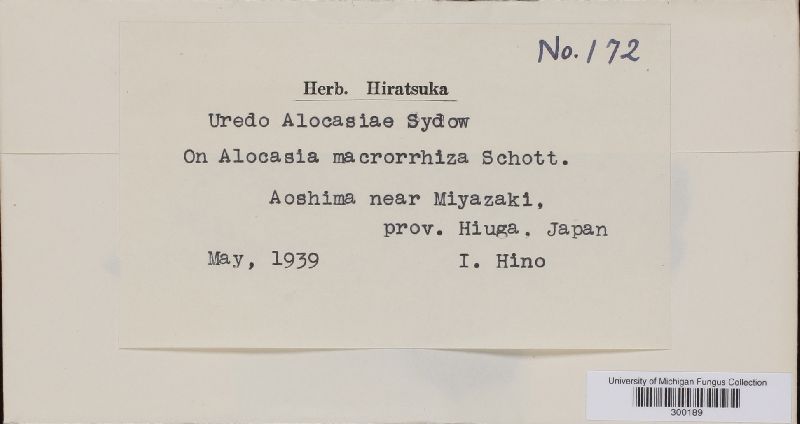 No. 172
Herb. Hiratsuka
Uredo Alocasiae Sydow
On Alocasia macrorrhiza Schott.
Aoshima near Miyazaki,
prov. Hiuga. Japan
May, 1939 I. Hino
University of Michigan Fungus Collection
300189